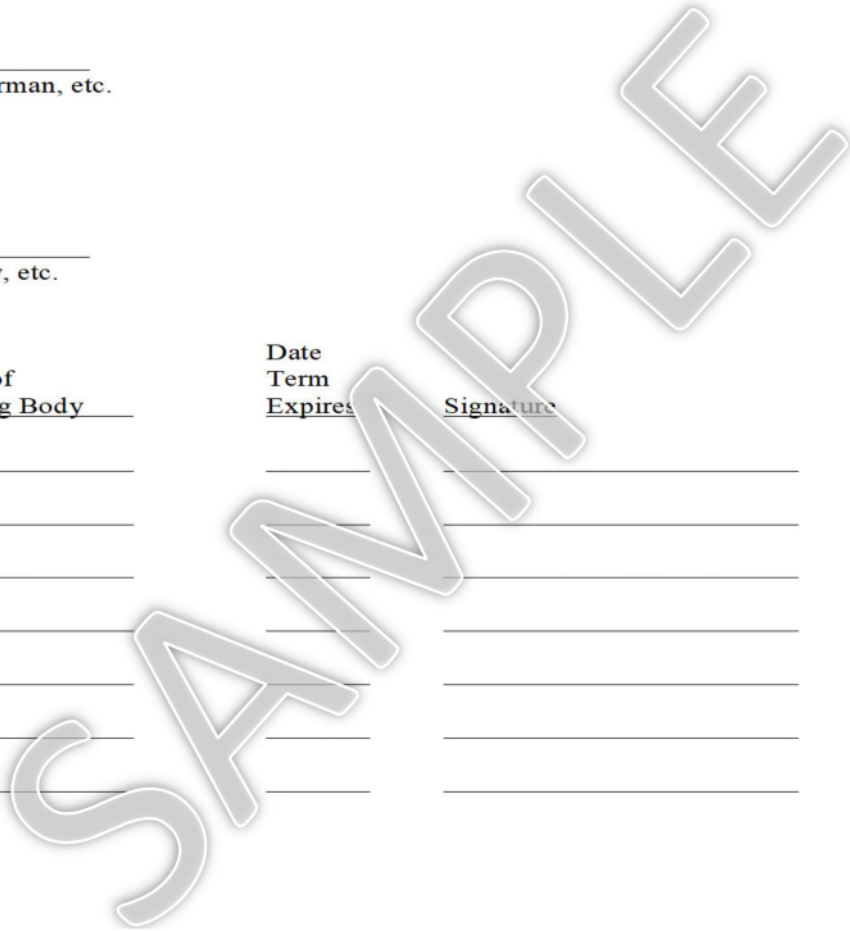 rman, etc.
, etc.
Date
of Term
g Body Expires Signature
SAMPLE